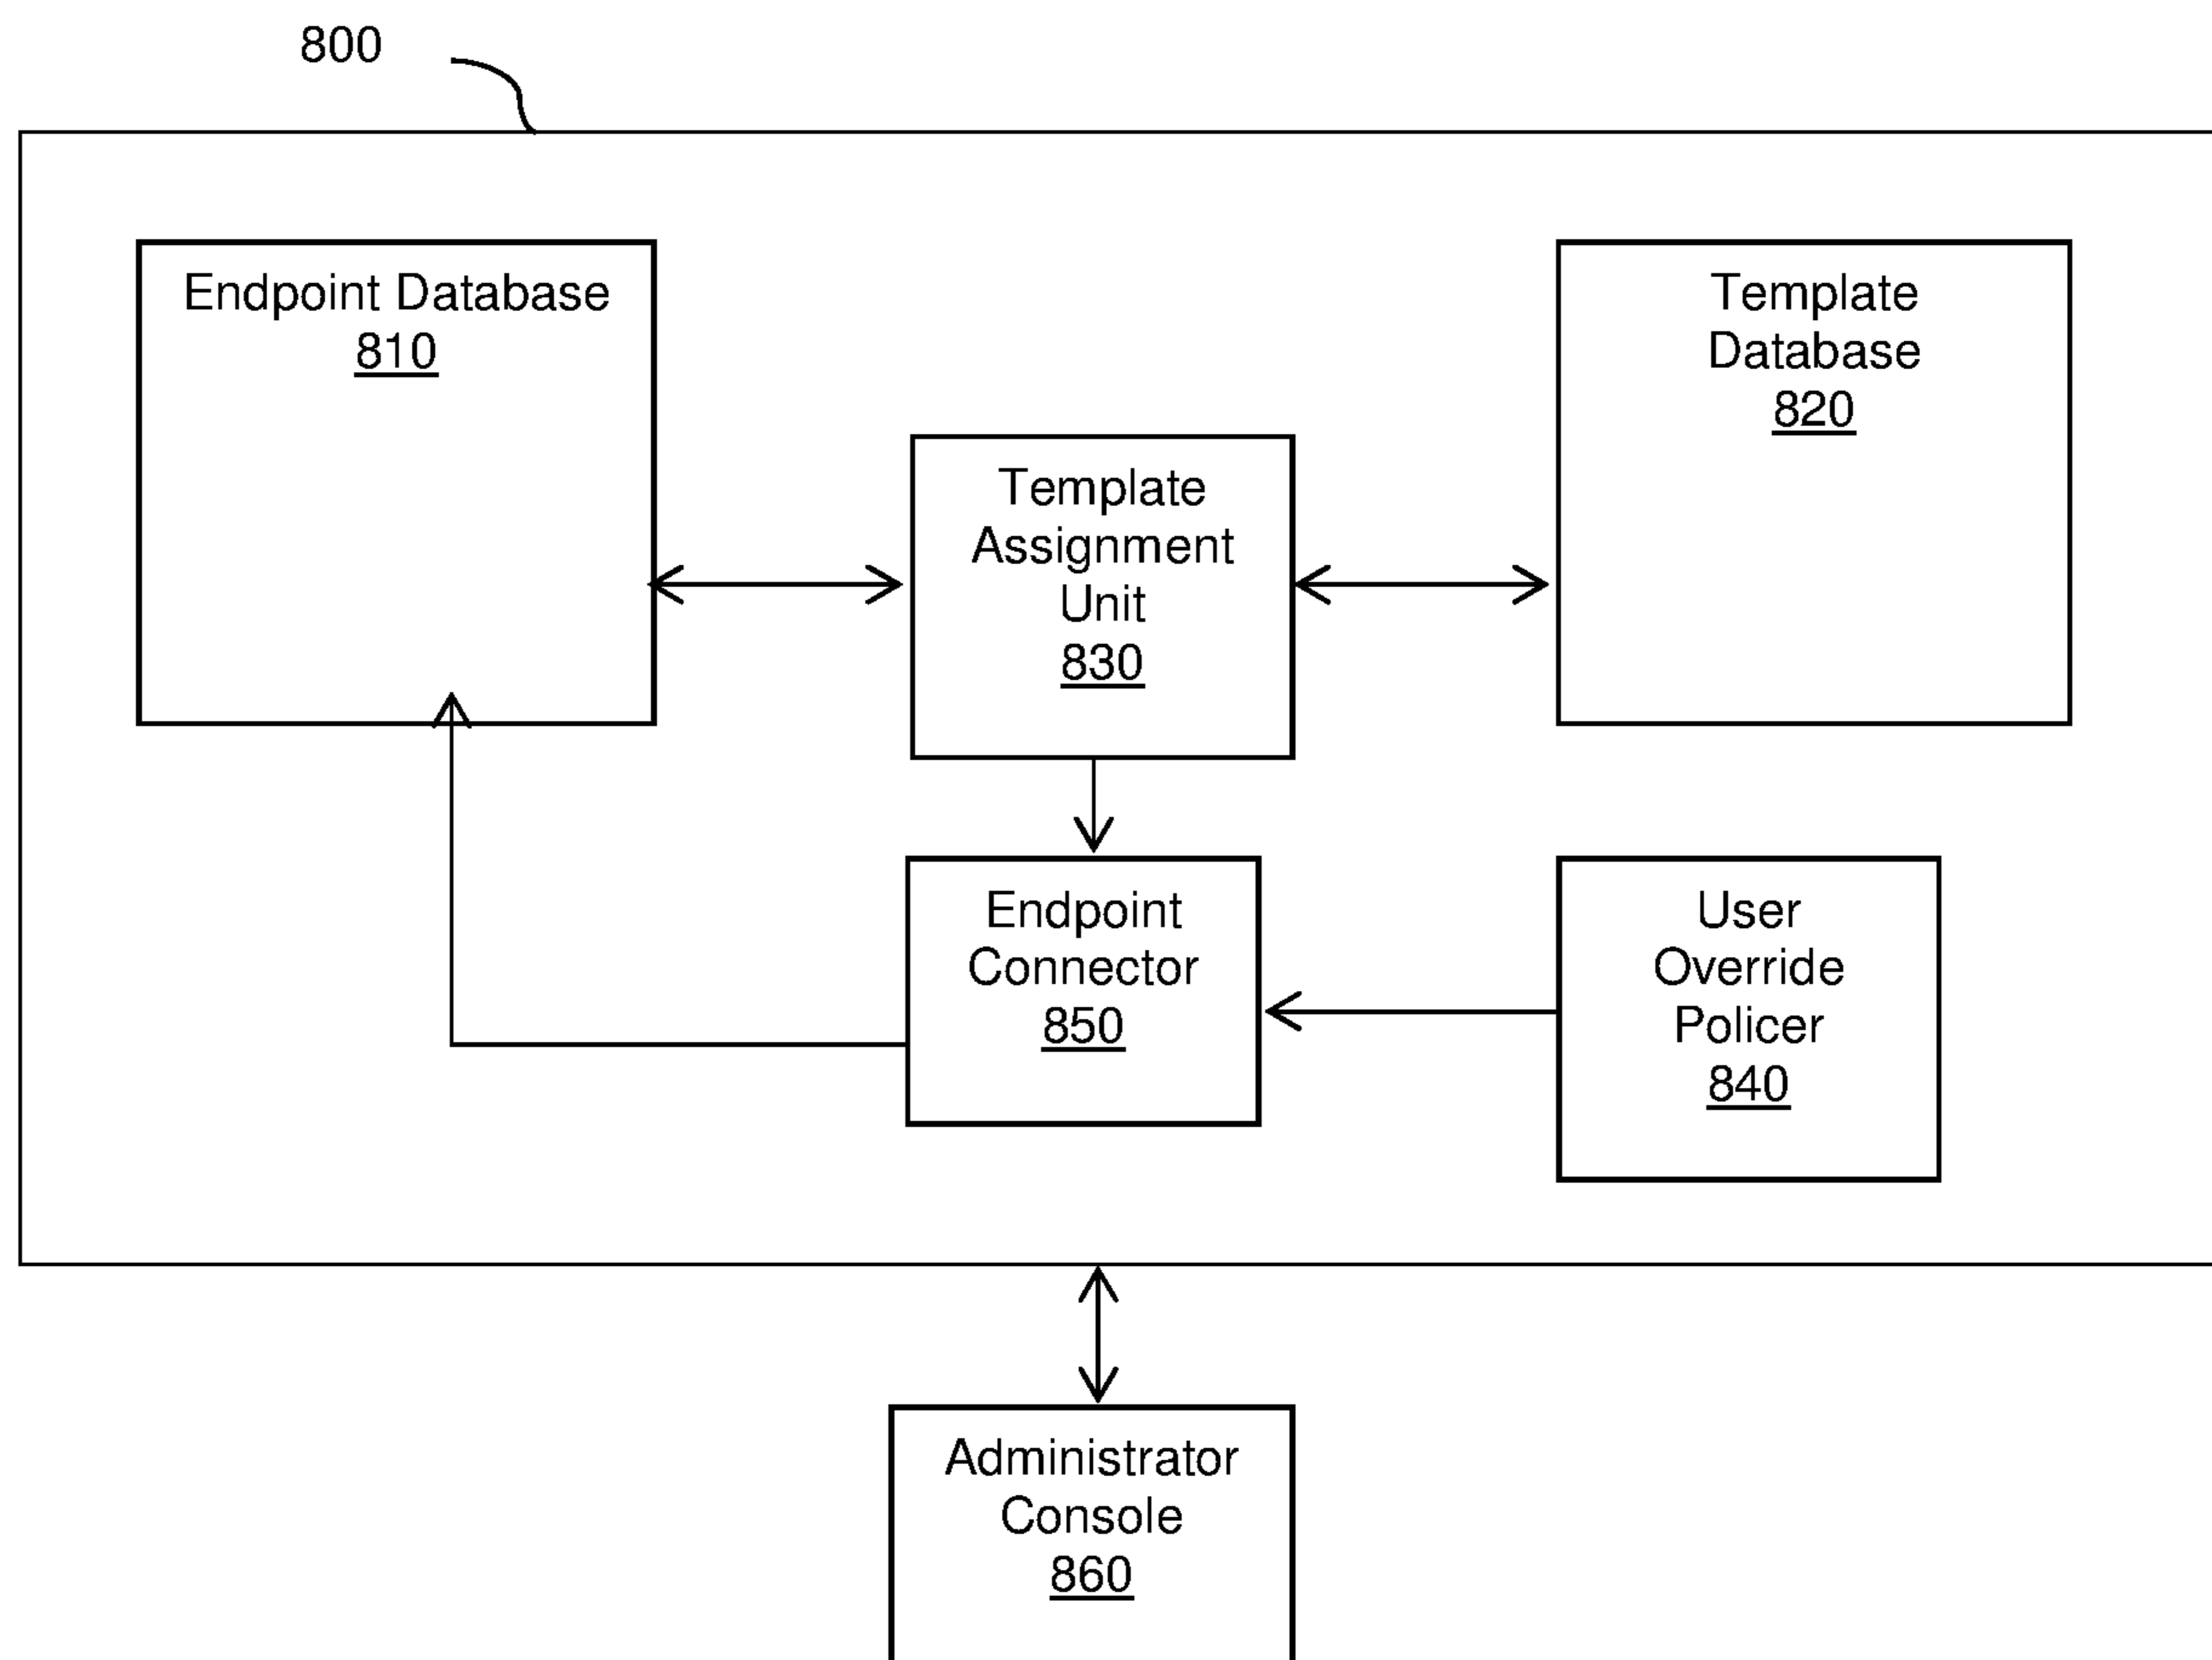 800
Endpoint Database
810
Template
Database
820
Template
Assignment
Unit
830
Endpoint
Connector
850
User
Override
Policer
840
Administrator
Console
860